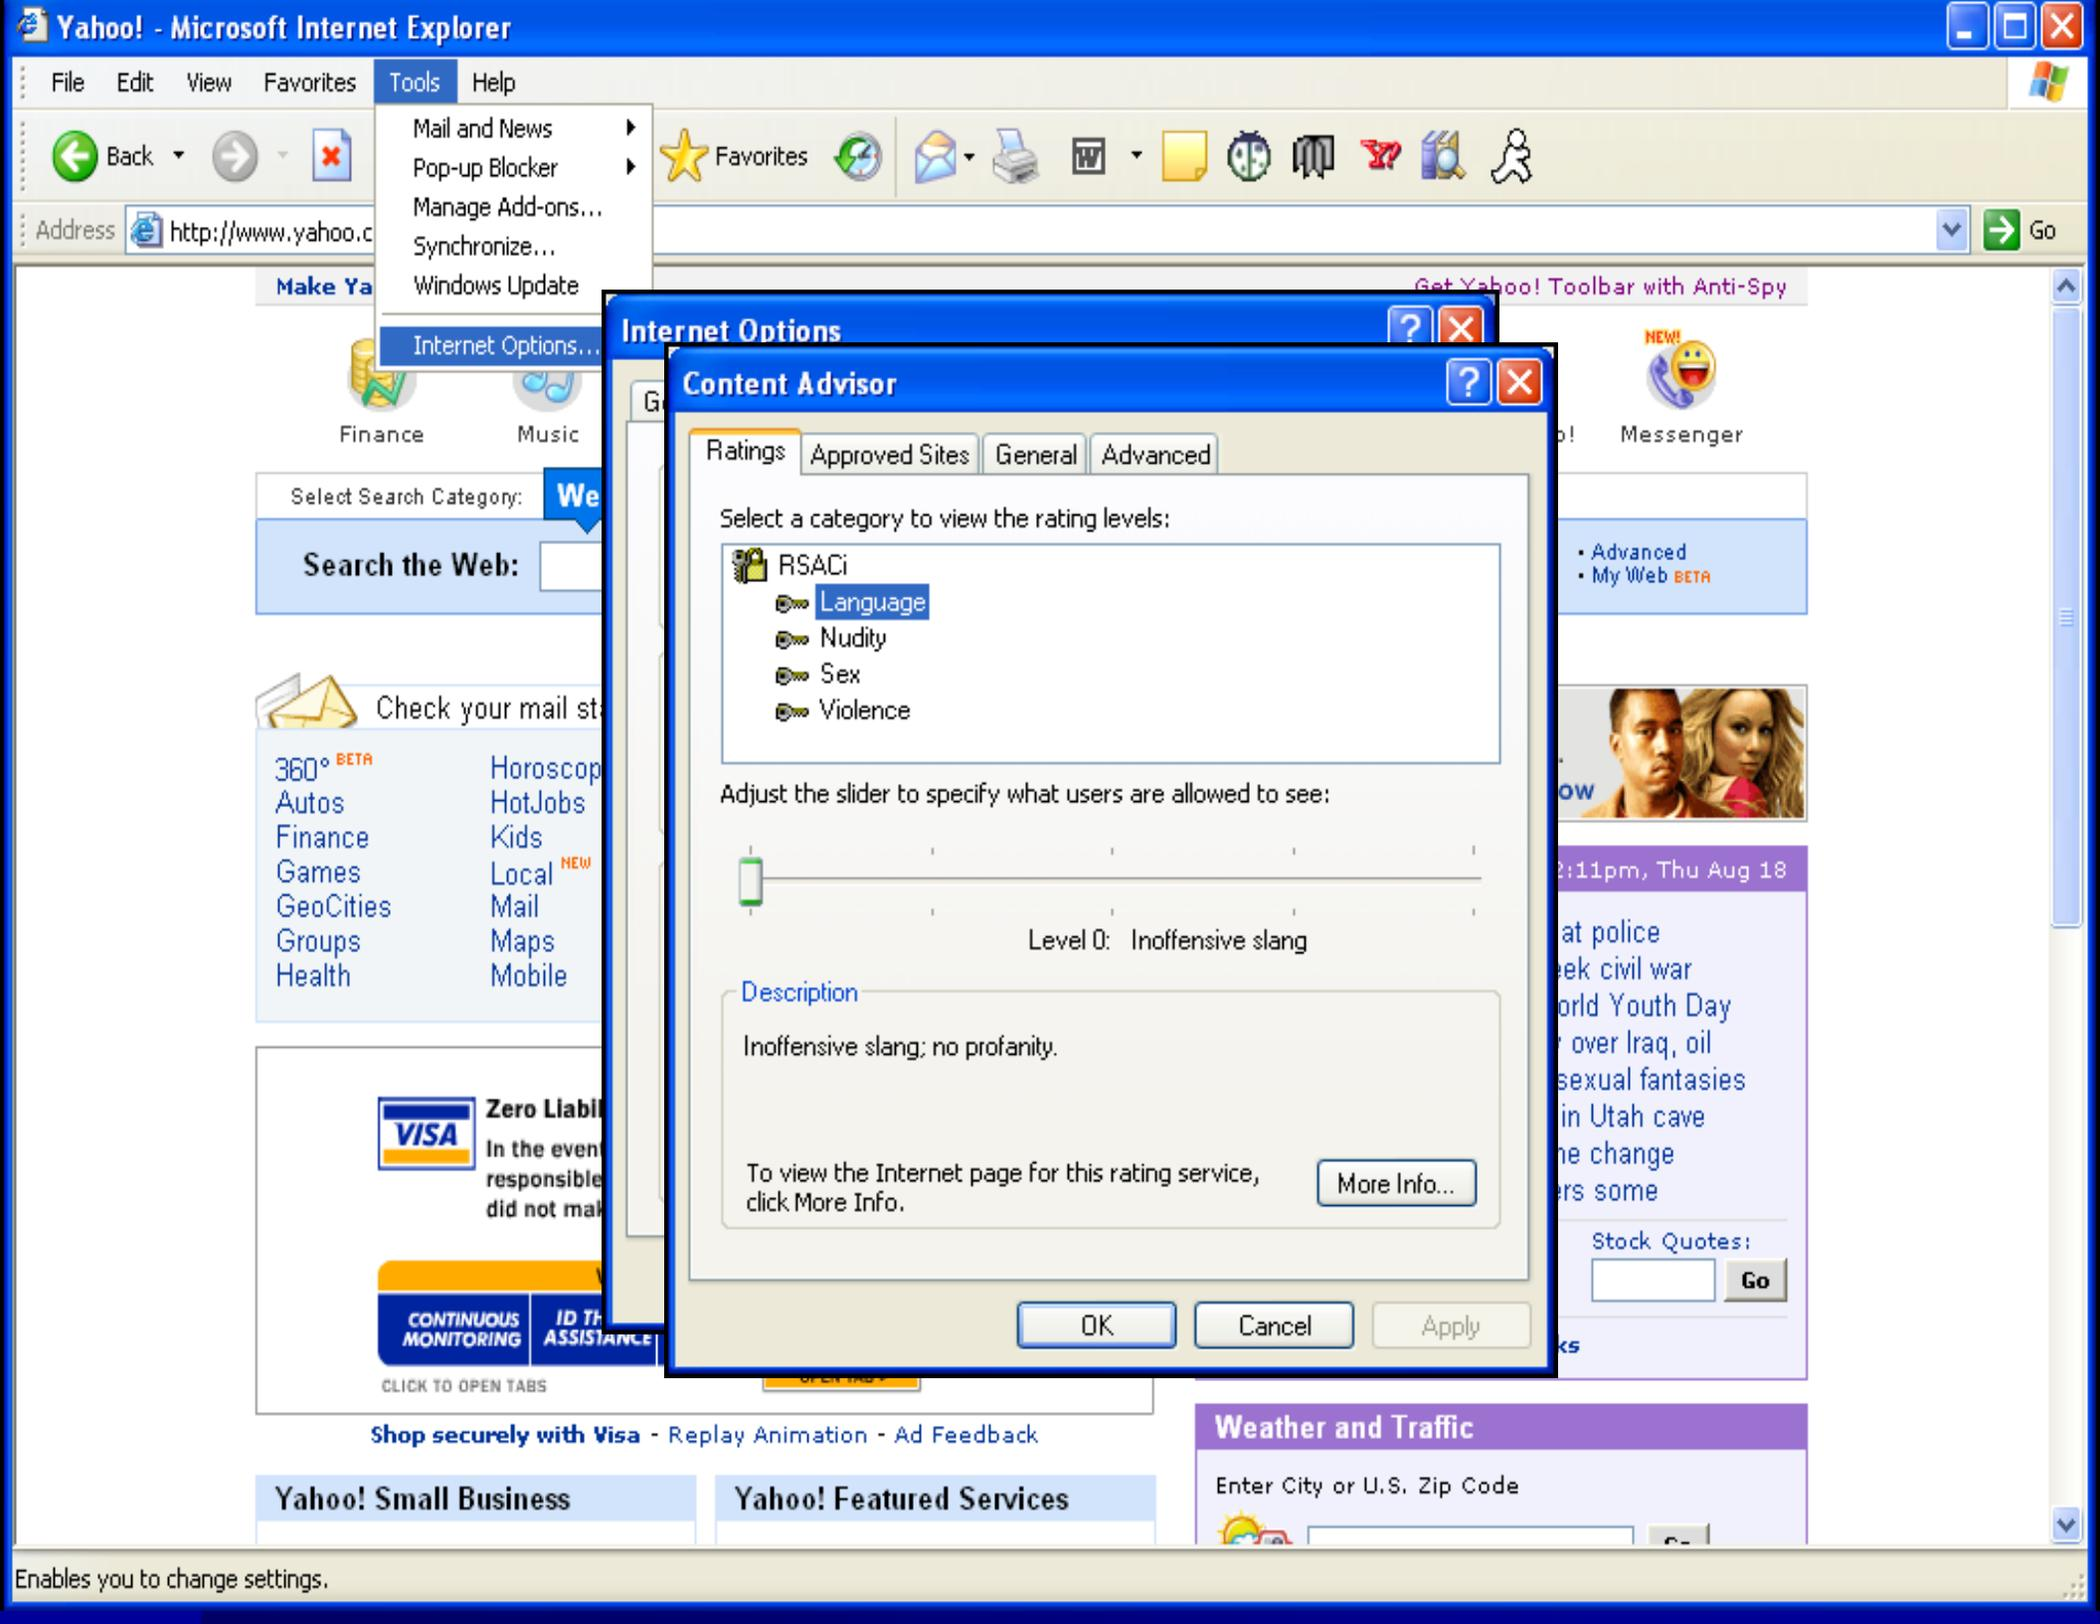 Yahoo! - Microsoft Internet Explorer
File Edit View Favorites Tools Help
Mail and News
Pop-up Blocker
Manage Add-ons...
Synchronize...
Windows Update
Internet Options...
Back
Favorites
W
Y!
Address http://www.yahoo.c
Go
Make Ya
Get Yahoo! Toolbar with Anti-Spy
Finance
Music
NEW!
Messenger
Select Search Category:
We
Search the Web:
• Advanced
• My Web BETA
Check your mail sta
360° BETA
Autos
Finance
Games
GeoCities
Groups
Health
Horoscop
HotJobs
Kids
Local NEW
Mail
Maps
Mobile
VISA
Zero Liabil
In the event
responsible
did not mak
CONTINUOUS
MONITORING
ID TH
ASSISTANCE
CLICK TO OPEN TABS
Shop securely with Visa - Replay Animation - Ad Feedback
Yahoo! Small Business
Yahoo! Featured Services
Internet Options
Content Advisor
Ratings Approved Sites General Advanced
Select a category to view the rating levels:
RSACi
Language
Nudity
Sex
Violence
Adjust the slider to specify what users are allowed to see:
Level 0: Inoffensive slang
Description
Inoffensive slang; no profanity.
To view the Internet page for this rating service,
click More Info.
More Info...
OK Cancel Apply
ow
2:11pm, Thu Aug 18
at police
eek civil war
orld Youth Day
over Iraq, oil
sexual fantasies
in Utah cave
ne change
ers some
Stock Quotes:
Go
ks
Weather and Traffic
Enter City or U.S. Zip Code
Enables you to change settings.